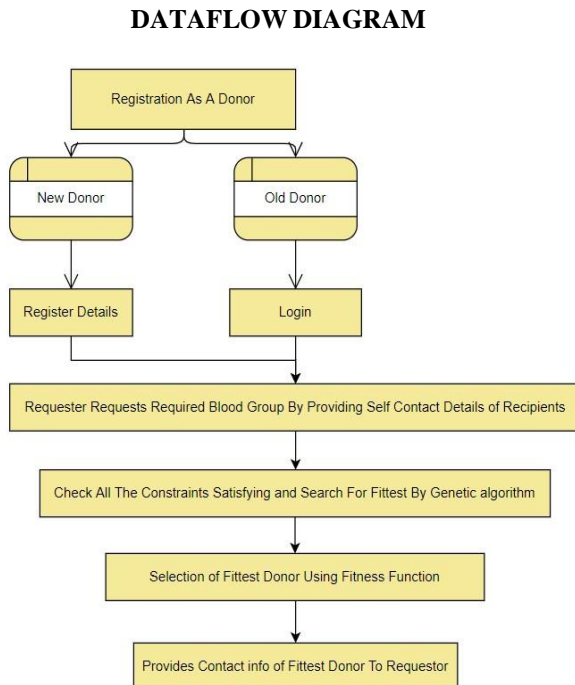 DATAFLOW DIAGRAM
Registration As A Donor
New Donor
Old Donor
Register Details
Login
Requester Requests Required Blood Group By Providing Self Contact Details of Recipients
Check All The Constraints Satisfying and Search For Fittest By Genetic algorithm
Selection of Fittest Donor Using Fitness Function
Provides Contact info of Fittest Donor To Requestor